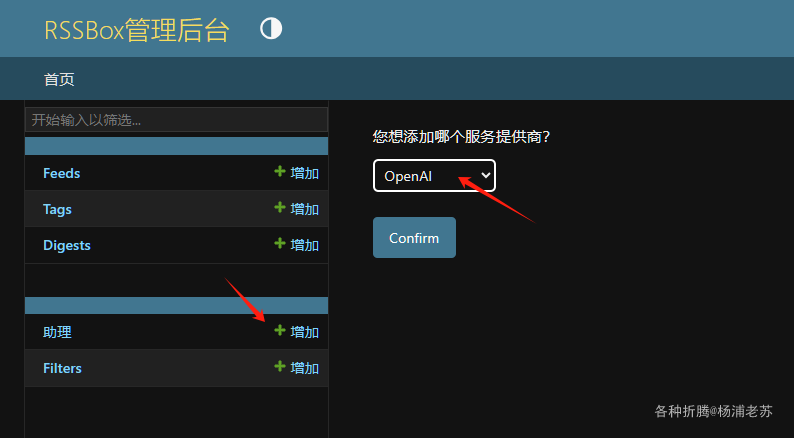 RSSBox管理后台
首页
开始输入以筛选...
Feeds 增加
Tags 增加
Digests 增加
助理 增加
Filters 增加
您想添加哪个服务提供商?
OpenAI
Confirm
各种折腾@杨浦老苏